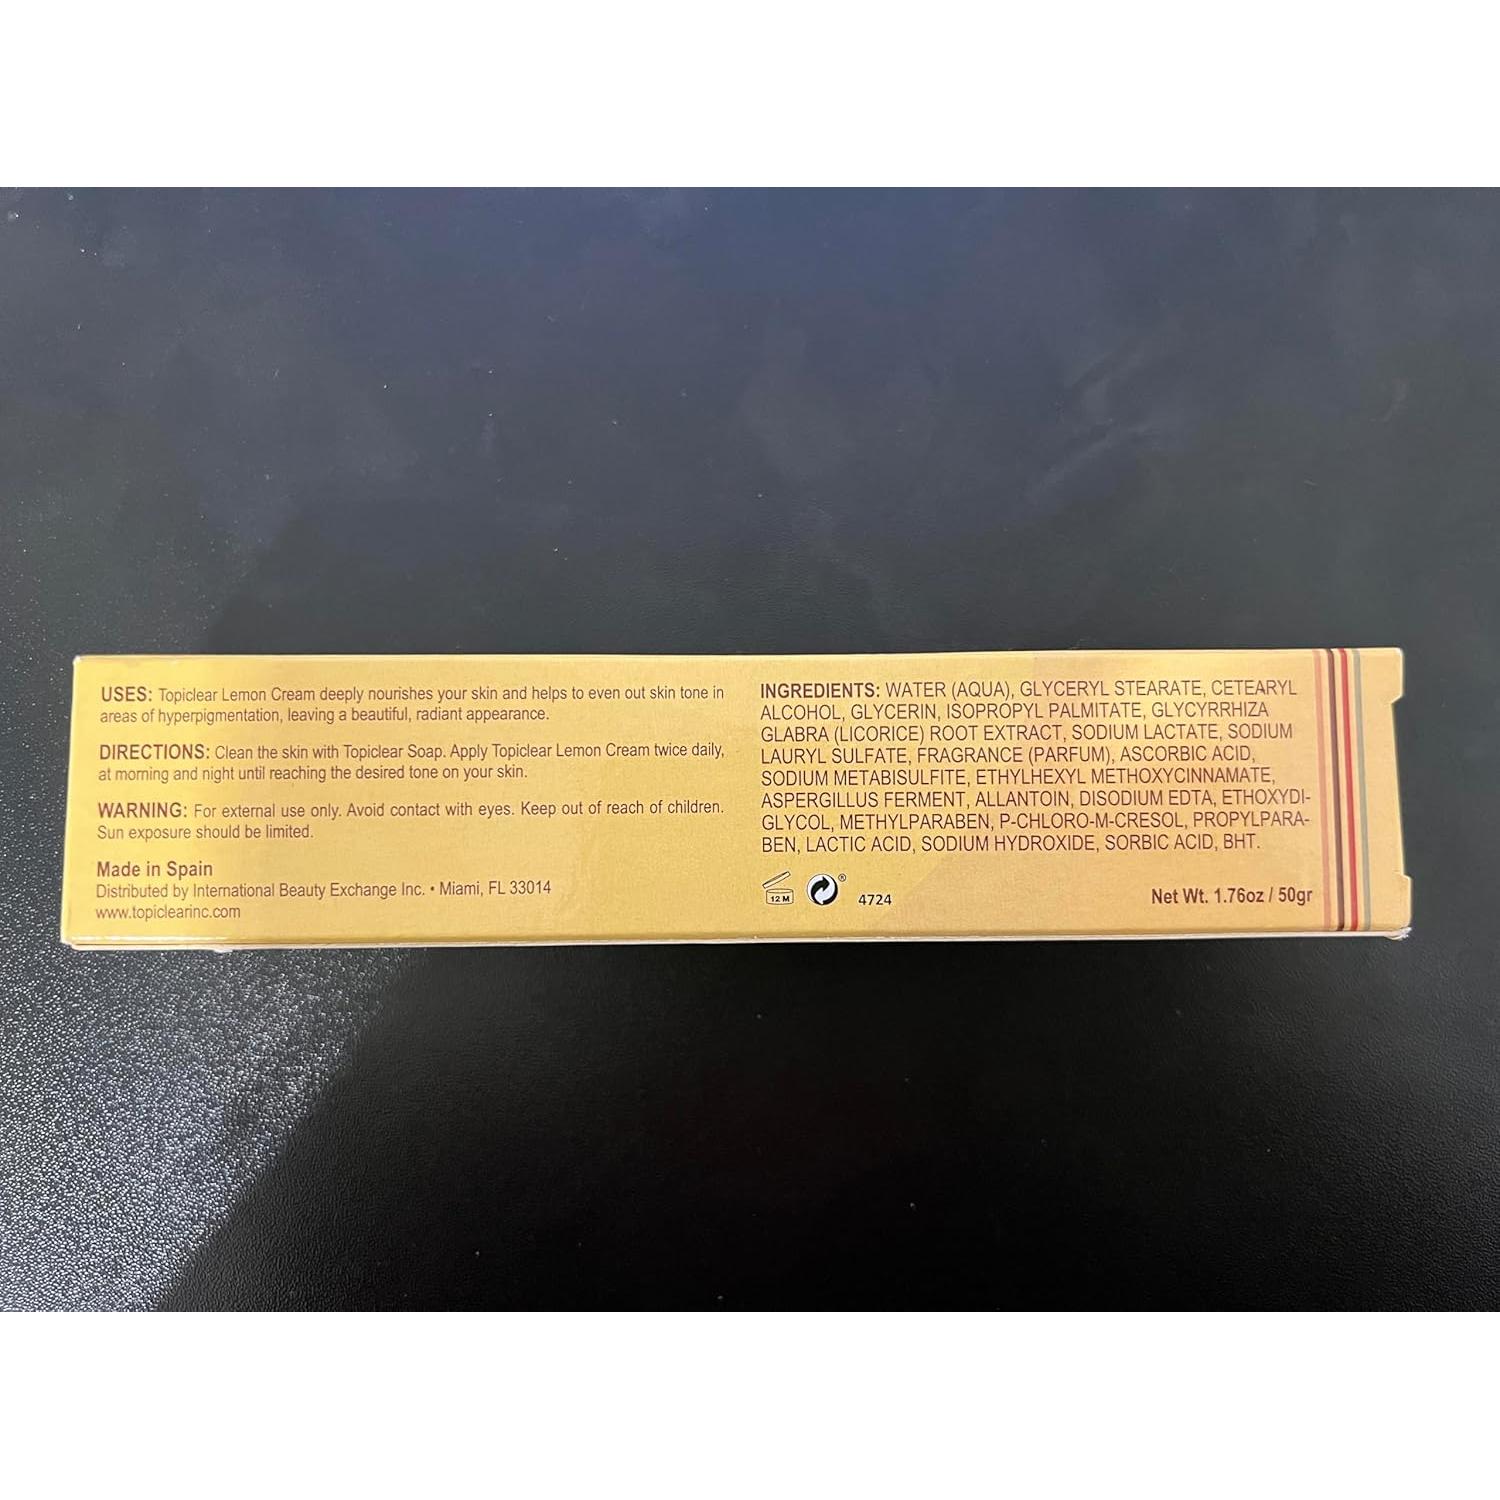 USES: Topiclear Lemon Cream deeply nourishes your skin and helps to even out skin tone in
areas of hyperpigmentation, leaving a beautiful, radiant appearance.
DIRECTIONS: Clean the skin with Topiclear Soap. Apply Topiclear Lemon Cream twice daily,
at morning and night until reaching the desired tone on your skin.
WARNING: For external use only. Avoid contact with eyes. Keep out of reach of children.
Sun exposure should be limited.
Made in Spain
Distributed by International Beauty Exchange Inc. • Miami, FL 33014
www.topiclearinc.com
INGREDIENTS: WATER (AQUA), GLYCERYL STEARATE, CETEARYL
ALCOHOL, GLYCERIN, ISOPROPYL PALMITATE, GLYCYRRHIZA
GLABRA (LICORICE) ROOT EXTRACT, SODIUM LACTATE, SODIUM
LAURYL SULFATE, FRAGRANCE (PARFUM), ASCORBIC ACID,
SODIUM METABISULFITE, ETHYLHEXYL METHOXYCINNAMATE,
ASPERGILLUS FERMENT, ALLANTOIN, DISODIUM EDTA, ETHOXYDI-
GLYCOL, METHYLPARABEN, P-CHLORO-M-CRESOL, PROPYLPARA-
BEN, LACTIC ACID, SODIUM HYDROXIDE, SORBIC ACID, BHT.
12 M ® 4724
Net Wt. 1.76oz / 50gr